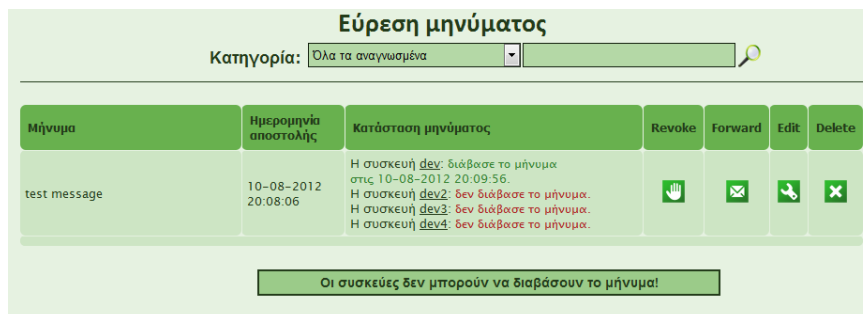 Εύρεση μηνύματος
Κατηγορία: Όλα τα αναγνωσμένα
Μήνυμα Ημερομηνία αποστολής Κατάσταση μηνύματος Revoke Forward Edit Delete
test message
10-08-2012
20:08:06
Η συσκευή dev: διάβασε το μήνυμα
στις 10-08-2012 20:09:56.
Η συσκευή dev2: δεν διάβασε το μήνυμα.
Η συσκευή dev3: δεν διάβασε το μήνυμα.
Η συσκευή dev4: δεν διάβασε το μήνυμα.
Οι συσκεύες δεν μπορούν να διαβάσουν το μήνυμα!